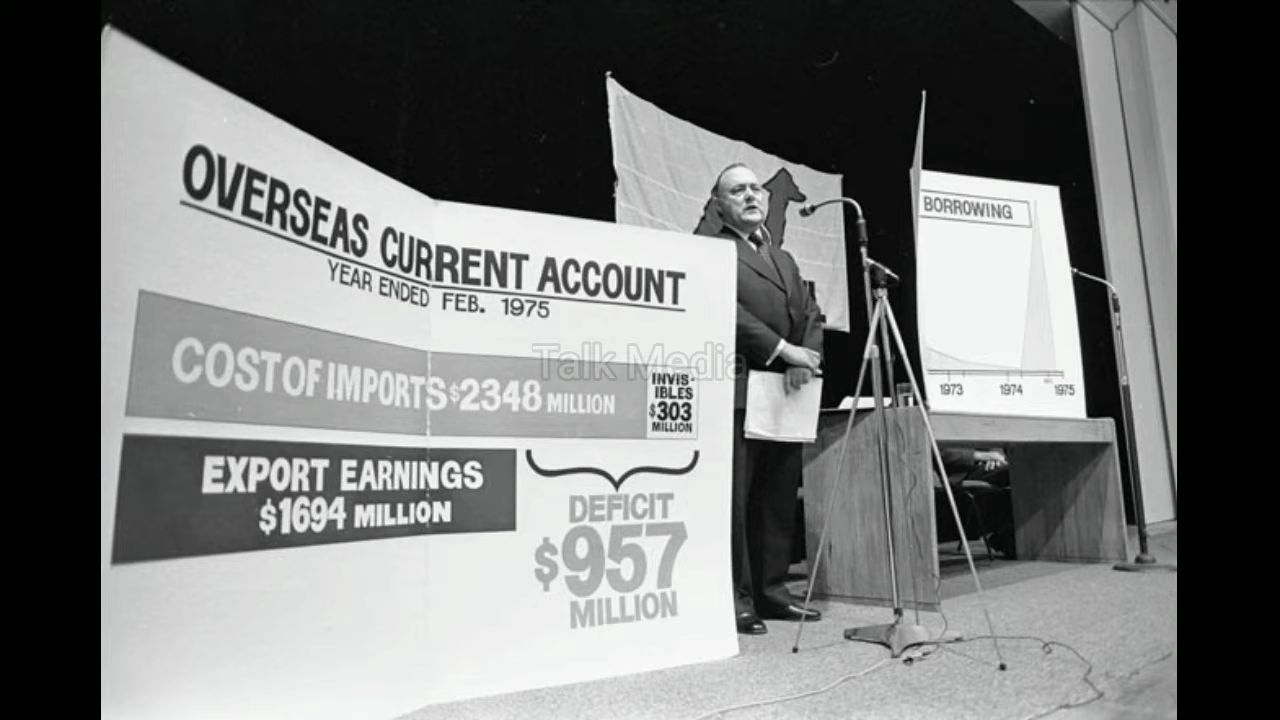 OVERSEAS CURRENT ACCOUNT
YEAR ENDED FEB. 1975
COST OF IMPORTS $2348 MILLION
INVIS-
IBLES
$303
MILLION
EXPORT EARNINGS
$1694 MILLION
DEFICIT
$957
MILLION
Talk Media
BORROWING
1973 1974 1975